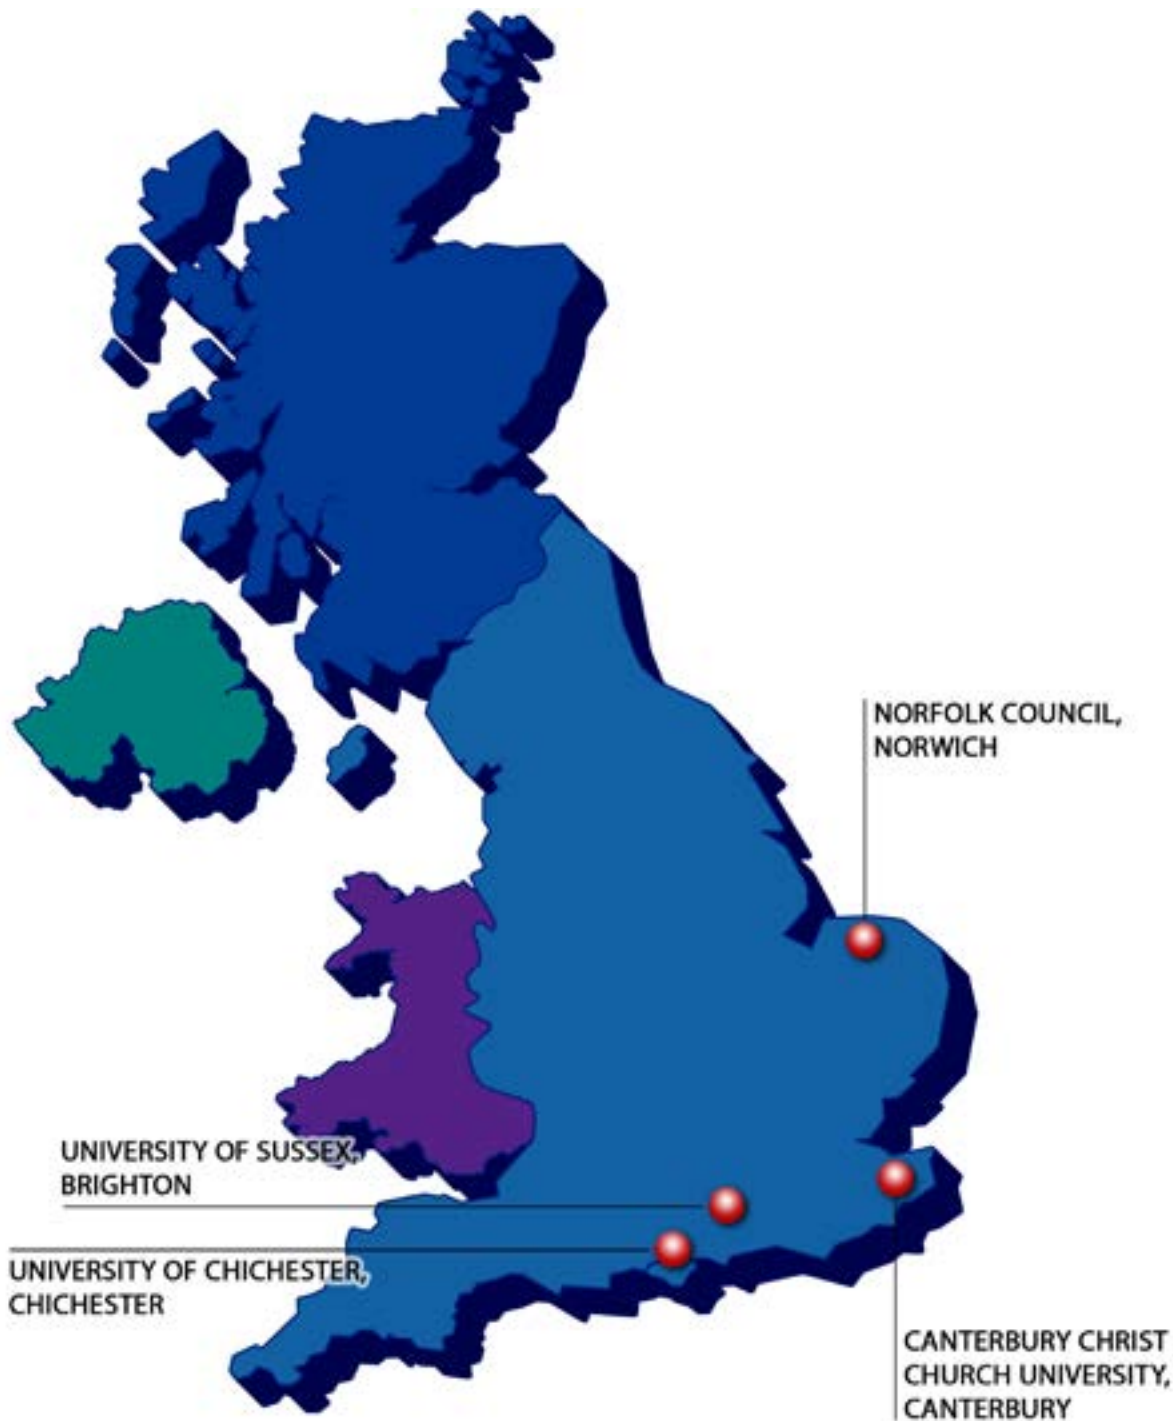 NORFOLK COUNCIL,
NORWICH
UNIVERSITY OF SUSSEX,
BRIGHTON
UNIVERSITY OF CHICHESTER,
CHICHESTER
CANTERBURY CHRIST
CHURCH UNIVERSITY,
CANTERBURY